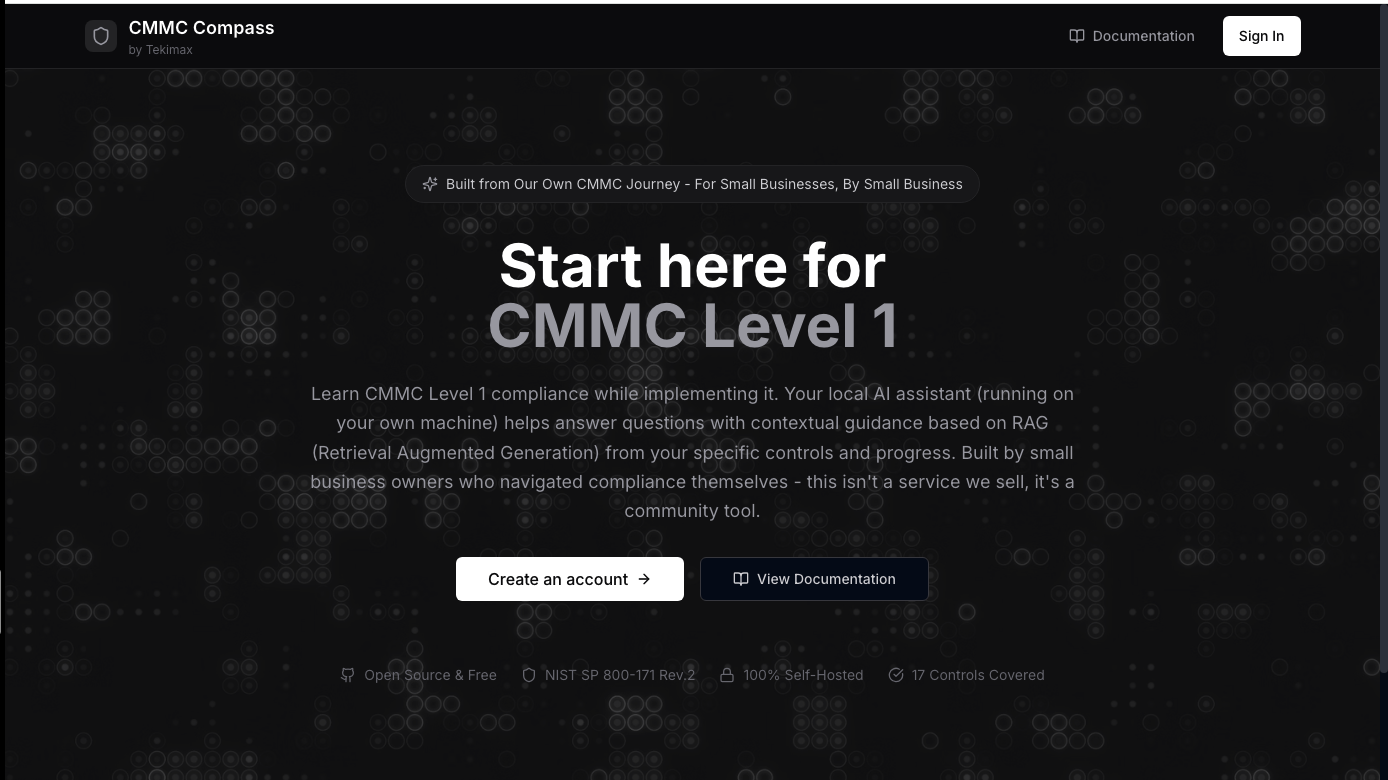 CMMC Compass
by Tekimax
Documentation
Sign In
Built from Our Own CMMC Journey - For Small Businesses, By Small Business
Start here for
CMMC Level 1
Learn CMMC Level 1 compliance while implementing it. Your local AI assistant (running on
your own machine) helps answer questions with contextual guidance based on RAG
(Retrieval Augmented Generation) from your specific controls and progress. Built by small
business owners who navigated compliance themselves - this isn't a service we sell, it's a
community tool.
Create an account →
View Documentation
Open Source & Free
NIST SP 800-171 Rev.2
100% Self-Hosted
17 Controls Covered